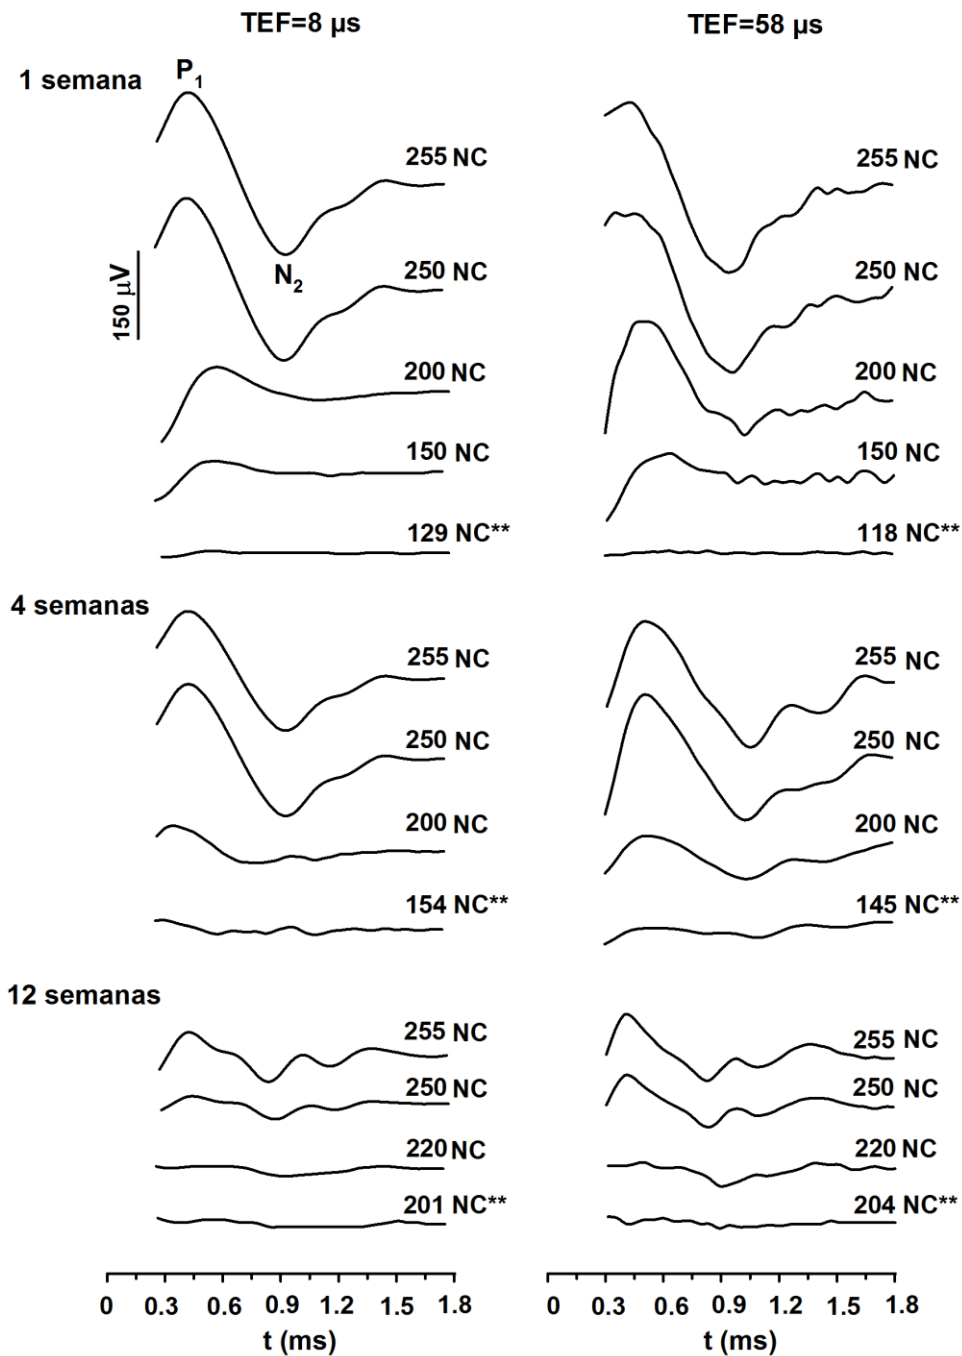 TEF=8 µs
TEF=58 µs
1 semana
P1
N2
150 µV
255 NC
250 NC
200 NC
150 NC
129 NC**
255 NC
250 NC
200 NC
150 NC
118 NC**
4 semanas
255 NC
250 NC
200 NC
154 NC**
255 NC
250 NC
200 NC
145 NC**
12 semanas
255 NC
250 NC
220 NC
201 NC**
255 NC
250 NC
220 NC
204 NC**
0 0.3 0.6 0.9 1.2 1.5 1.8
t (ms)
0 0.3 0.6 0.9 1.2 1.5 1.8
t (ms)